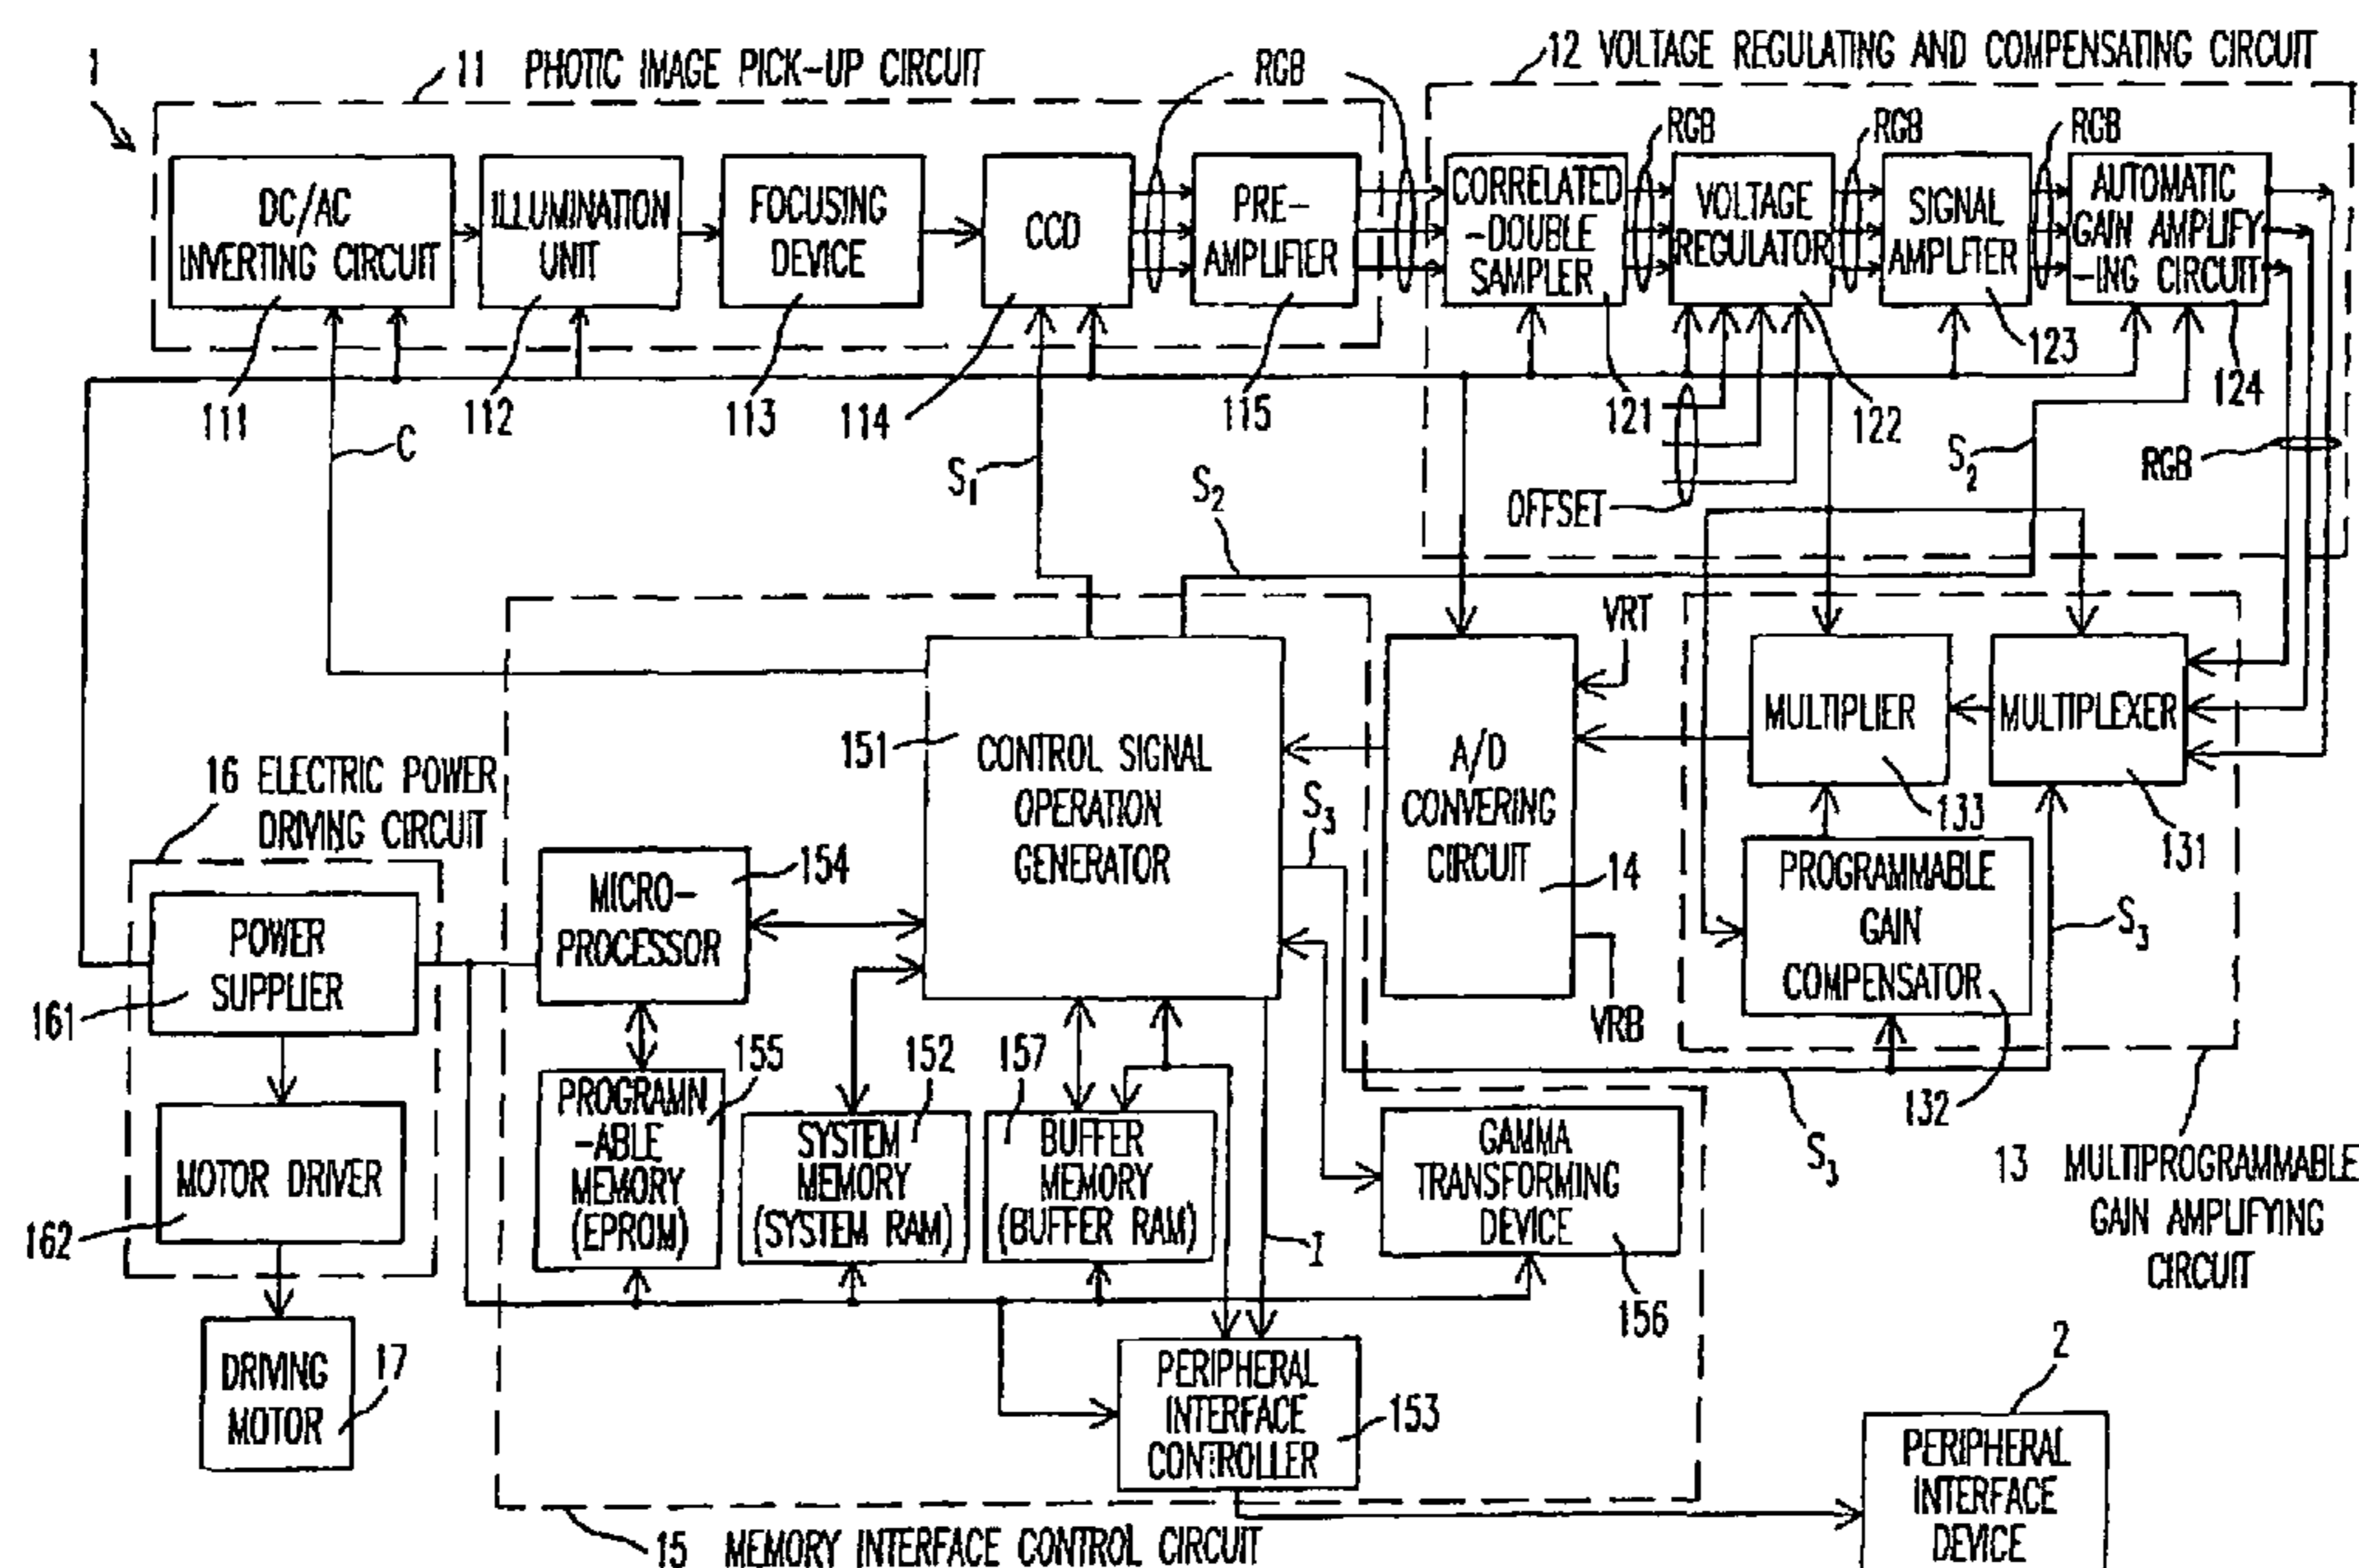 1
11 PHOTIC IMAGE PICK-UP CIRCUIT
RGB
12 VOLTAGE REGULATING AND COMPENSATING CIRCUIT
RGB
RGB
RGB
DC/AC
INVERTING CIRCUIT
ILLUMINATION
UNIT
FOCUSING
DEVICE
CCD
PRE-
AMPLIFIER
CORRELATED
-DOUBLE
SAMPLER
VOLTAGE
REGULATOR
SIGNAL
AMPLIFIER
AUTOMATIC
GAIN AMPLIFY
-ING CIRCUIT
111
112
113
114
115
121
122
123
124
C
S1
S2
OFFSET
S2
RGB
VRT
151
CONTROL SIGNAL
OPERATION
GENERATOR
A/D
CONVERING
CIRCUIT
14
VRB
MULTIPLIER
133
MULTIPLEXER
131
PROGRAMMABLE
GAIN
COMPENSATOR
132
S3
S3
S3
13 MULTIPROGRAMMABLE
GAIN AMPLIFYING
CIRCUIT
16 ELECTRIC POWER
DRIVING CIRCUIT
POWER
SUPPLIER
161
MOTOR DRIVER
162
DRIVING
MOTOR
17
MICRO-
PROCESSOR
154
PROGRAMN
-ABLE
MEMORY
(EPROM)
155
SYSTEM
MEMORY
(SYSTEM RAM)
152
BUFFER
MEMORY
(BUFFER RAM)
157
I
GAMMA
TRANSFORMING
DEVICE
156
PERIPHERAL
INTERFACE
CONTROLLER
153
15 MEMORY INTERFACE CONTROL CIRCUIT
2
PERIPHERAL
INTERFACE
DEVICE